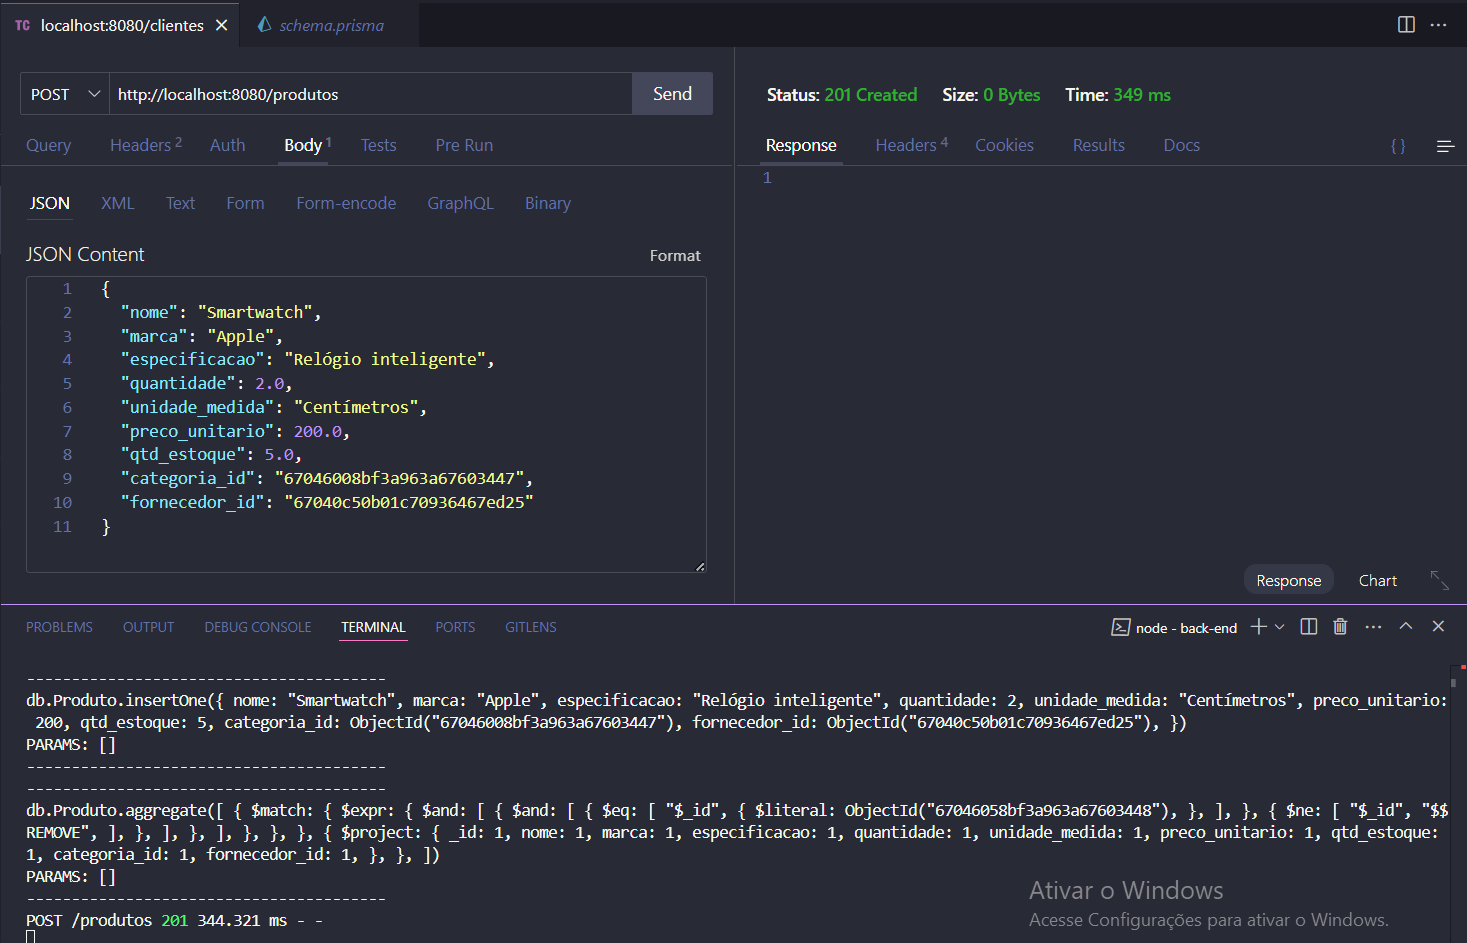 TC localhost:8080/clientes
schema.prisma
POST http://localhost:8080/produtos Send
Query Headers 2 Auth Body 1 Tests Pre Run
JSON XML Text Form Form-encode GraphQL Binary
JSON Content Format
1 {
2 "nome": "Smartwatch",
3 "marca": "Apple",
4 "especificacao": "Relógio inteligente",
5 "quantidade": 2.0,
6 "unidade_medida": "Centímetros",
7 "preco_unitario": 200.0,
8 "qtd_estoque": 5.0,
9 "categoria_id": "67046008bf3a963a67603447",
10 "fornecedor_id": "67040c50b01c70936467ed25"
11 }
Status: 201 Created Size: 0 Bytes Time: 349 ms
Response Headers 4 Cookies Results Docs { }
1
Response Chart
PROBLEMS OUTPUT DEBUG CONSOLE TERMINAL PORTS GITLENS node - back-end
----------------------------------------
db.Produto.insertOne({ nome: "Smartwatch", marca: "Apple", especificacao: "Relógio inteligente", quantidade: 2, unidade_medida: "Centímetros", preco_unitario:
200, qtd_estoque: 5, categoria_id: ObjectId("67046008bf3a963a67603447"), fornecedor_id: ObjectId("67040c50b01c70936467ed25"), })
PARAMS: []
----------------------------------------
----------------------------------------
db.Produto.aggregate([ { $match: { $expr: { $and: [ { $and: [ { $eq: [ "$_id", { $literal: ObjectId("67046058bf3a963a67603448"), }, ], }, { $ne: [ "$_id", "$$
REMOVE", ], }, ], }, ], }, }, }, { $project: { _id: 1, nome: 1, marca: 1, especificacao: 1, quantidade: 1, unidade_medida: 1, preco_unitario: 1, qtd_estoque:
1, categoria_id: 1, fornecedor_id: 1, }, }, ])
PARAMS: []
----------------------------------------
POST /produtos 201 344.321 ms - -
Ativar o Windows
Acesse Configurações para ativar o Windows.